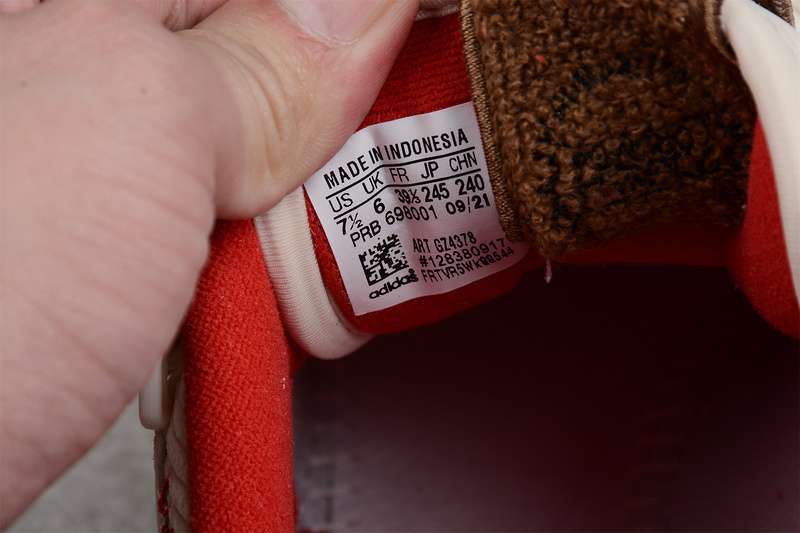 MADE IN INDONESIA
US UK FR JP CHN
7½ 6 39⅓ 245 240
PRB 698001 09/21
ART GZ4378
#128380917
adidas